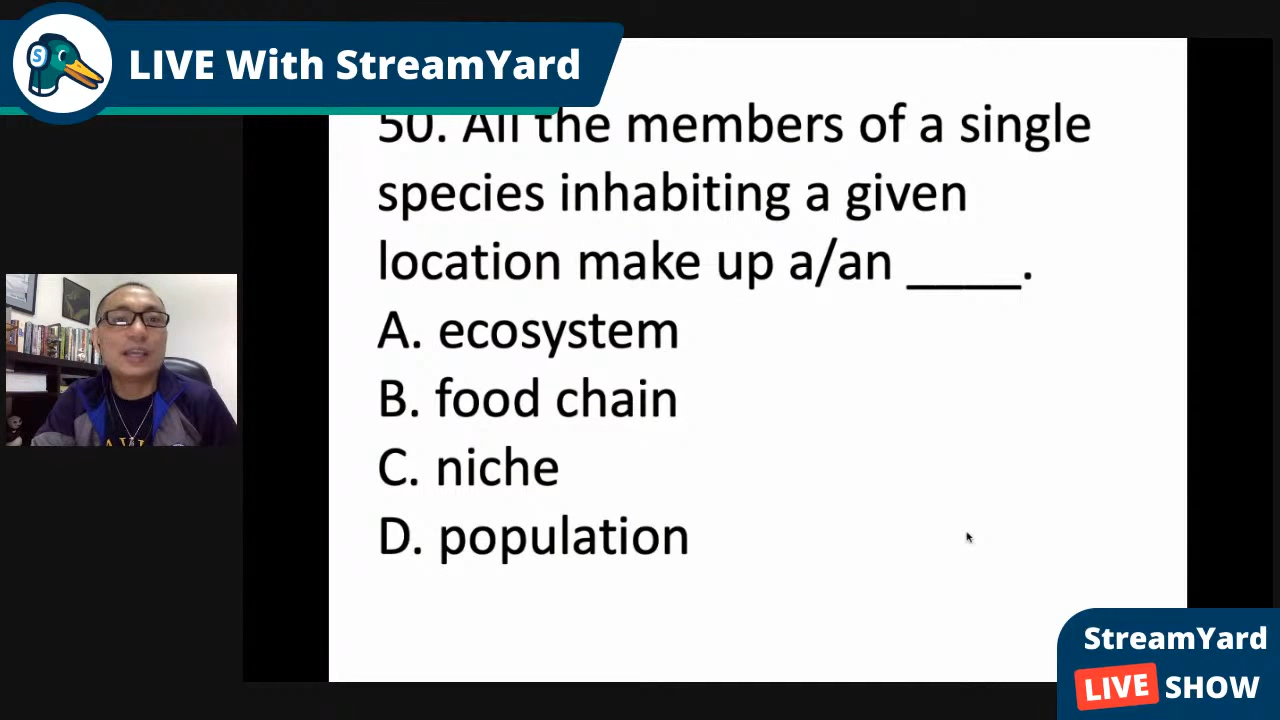 LIVE With StreamYard
50. All the members of a single
species inhabiting a given
location make up a/an ____.
A. ecosystem
B. food chain
C. niche
D. population
StreamYard
LIVE SHOW